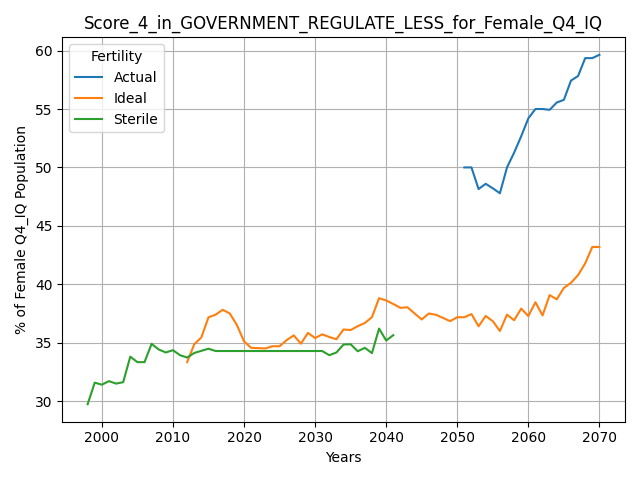 Score_4_in_GOVERNMENT_REGULATE_LESS_for_Female_Q4_IQ
Fertility
Actual
Ideal
Sterile
% of Female Q4_IQ Population
60
55
50
45
40
35
30
2000 2010 2020 2030 2040 2050 2060 2070
Years